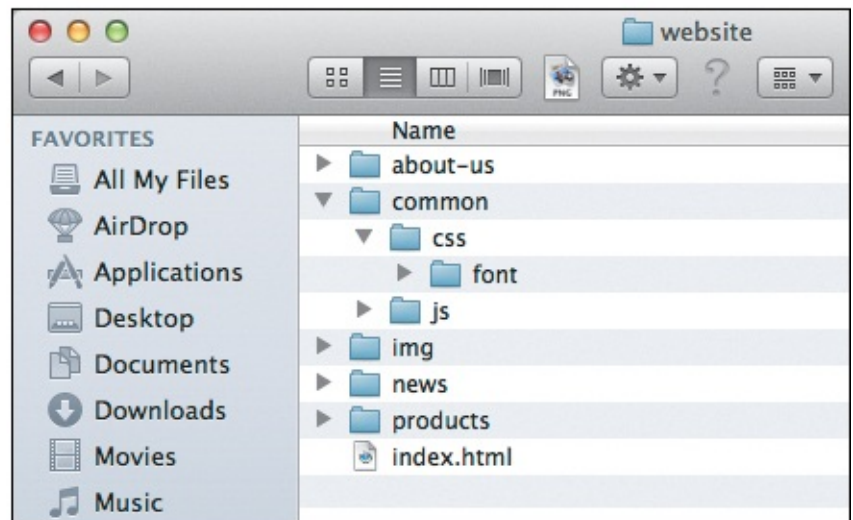 website
PNG
?
FAVORITES
All My Files
AirDrop
Applications
Desktop
Documents
Downloads
Movies
Music
Name
about-us
common
css
font
js
img
news
products
index.html